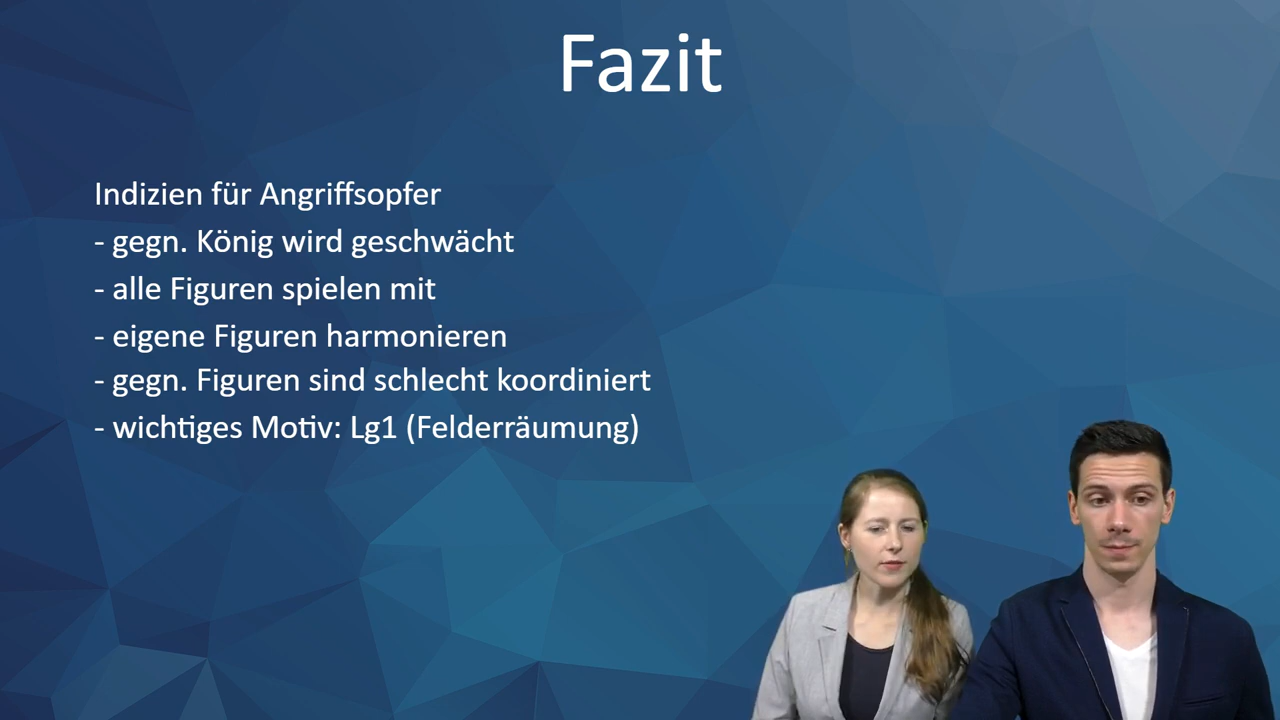 Fazit
Indizien für Angriffsopfer
- gegn. König wird geschwächt
- alle Figuren spielen mit
- eigene Figuren harmonieren
- gegn. Figuren sind schlecht koordiniert
- wichtiges Motiv: Lg1 (Felderräumung)